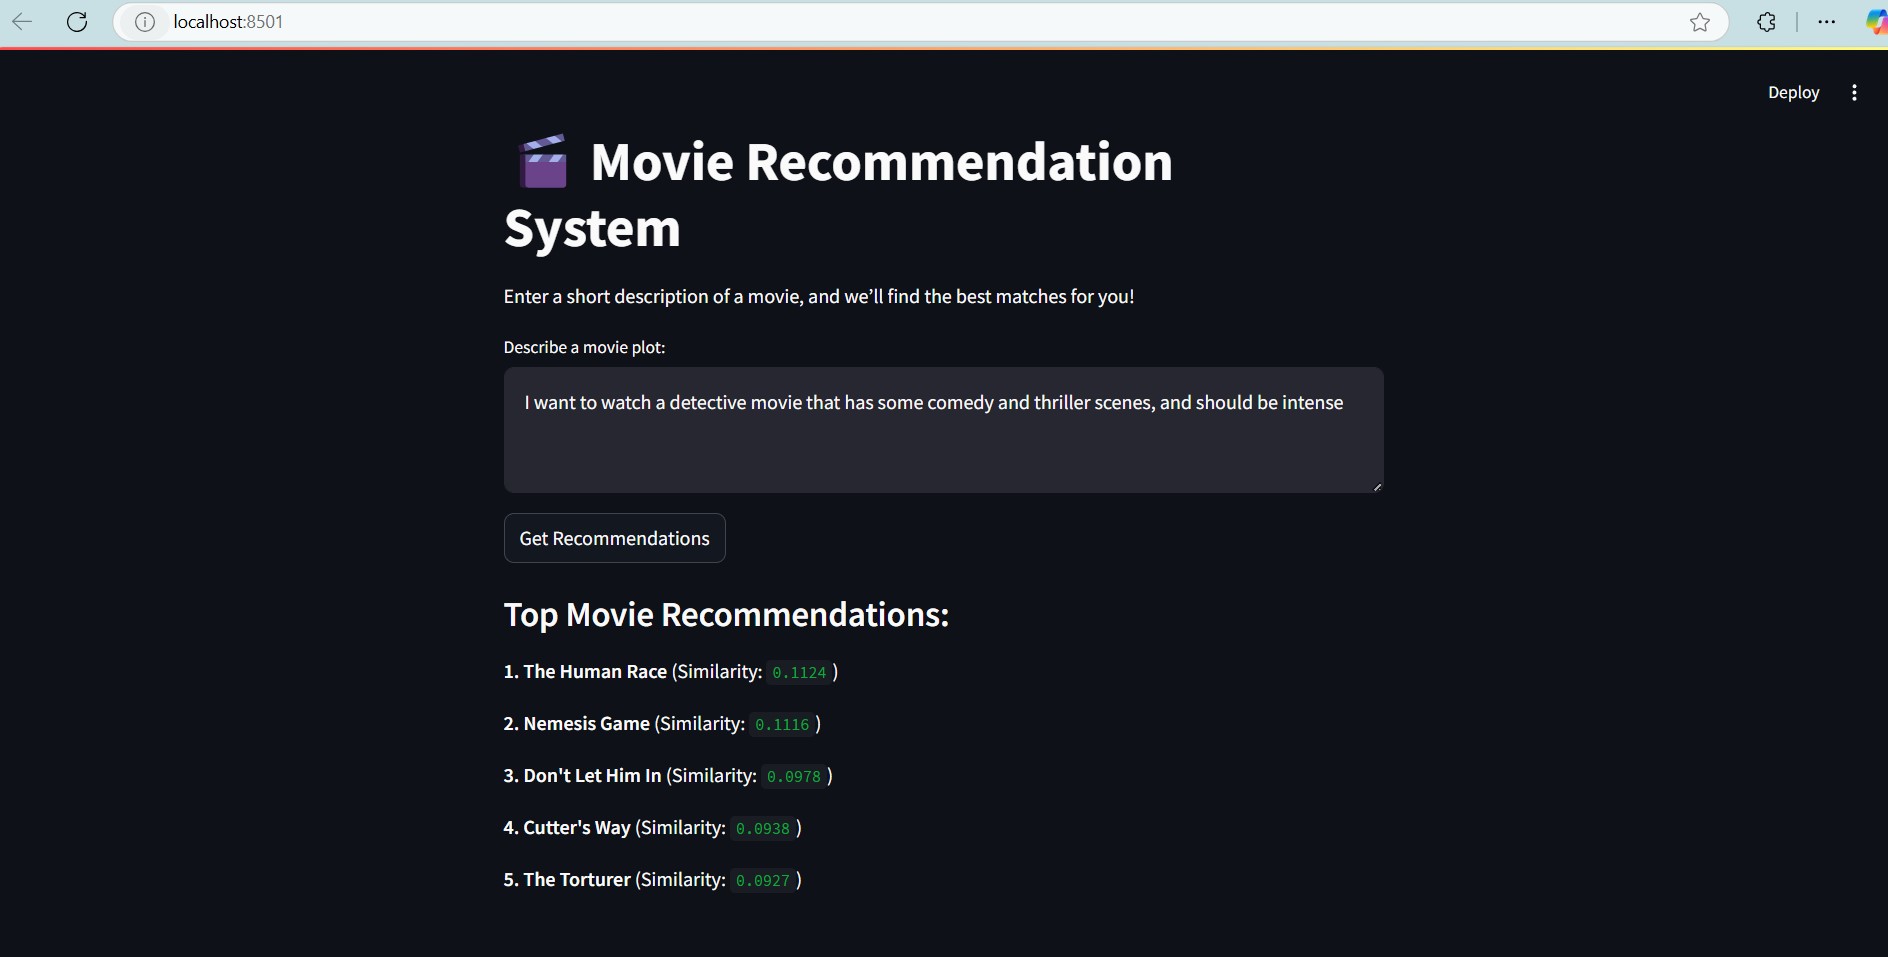 localhost:8501
Deploy
Movie Recommendation
System
Enter a short description of a movie, and we’ll find the best matches for you!
Describe a movie plot:
I want to watch a detective movie that has some comedy and thriller scenes, and should be intense
Get Recommendations
Top Movie Recommendations:
1. The Human Race (Similarity: 0.1124)
2. Nemesis Game (Similarity: 0.1116)
3. Don't Let Him In (Similarity: 0.0978)
4. Cutter's Way (Similarity: 0.0938)
5. The Torturer (Similarity: 0.0927)